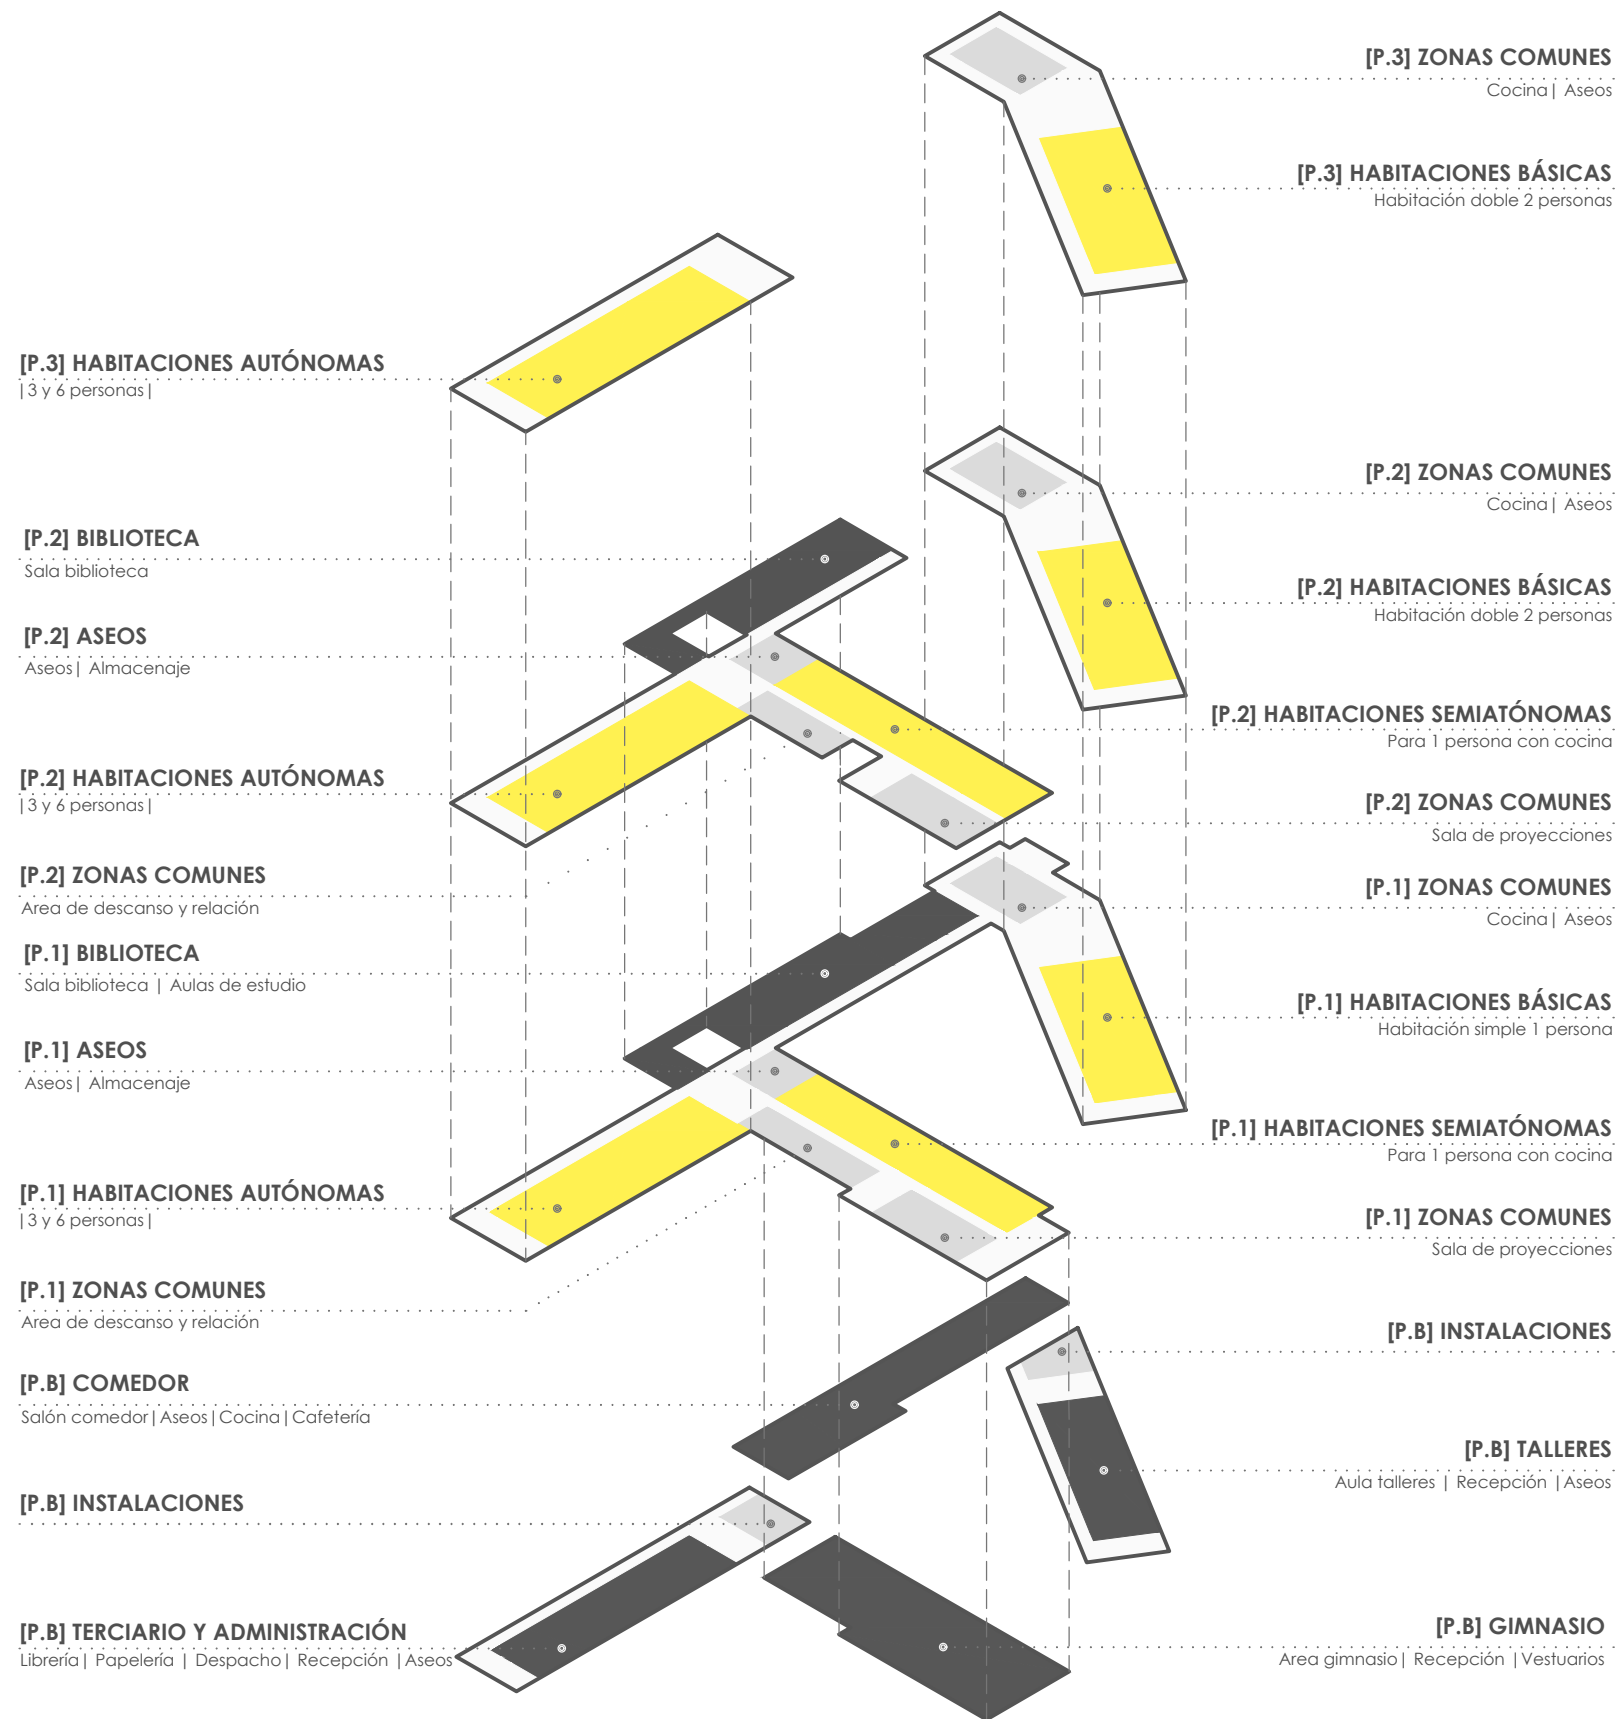 [P.3] ZONAS COMUNES
Cocina| Aseos
[P.3] HABITACIONES BÁSICAS
Habitación doble 2 personas
[P.3] HABITACIONES AUTÓNOMAS
|3 y 6 personas|
[P.2] ZONAS COMUNES
Cocina| Aseos
[P.2] BIBLIOTECA
Sala biblioteca
[P.2] HABITACIONES BÁSICAS
Habitación doble 2 personas
[P.2] ASEOS
Aseos| Almacenaje
[P.2] HABITACIONES SEMIATÓNOMAS
Para 1 persona con cocina
[P.2] HABITACIONES AUTÓNOMAS
|3 y 6 personas|
[P.2] ZONAS COMUNES
Sala de proyecciones
[P.2] ZONAS COMUNES
Area de descanso y relación
[P.1] ZONAS COMUNES
Cocina| Aseos
[P.1] BIBLIOTECA
Sala biblioteca | Aulas de estudio
[P.1] HABITACIONES BÁSICAS
Habitación simple 1 persona
[P.1] ASEOS
Aseos| Almacenaje
[P.1] HABITACIONES SEMIATÓNOMAS
Para 1 persona con cocina
[P.1] HABITACIONES AUTÓNOMAS
|3 y 6 personas|
[P.1] ZONAS COMUNES
Sala de proyecciones
[P.1] ZONAS COMUNES
Area de descanso y relación
[P.B] INSTALACIONES
[P.B] COMEDOR
Salón comedor|Aseos|Cocina|Cafetería
[P.B] TALLERES
Aula talleres | Recepción |Aseos
[P.B] INSTALACIONES
[P.B] TERCIARIO Y ADMINISTRACIÓN
Librería| Papelería | Despacho| Recepción |Aseos
[P.B] GIMNASIO
Area gimnasio| Recepción |Vestuarios